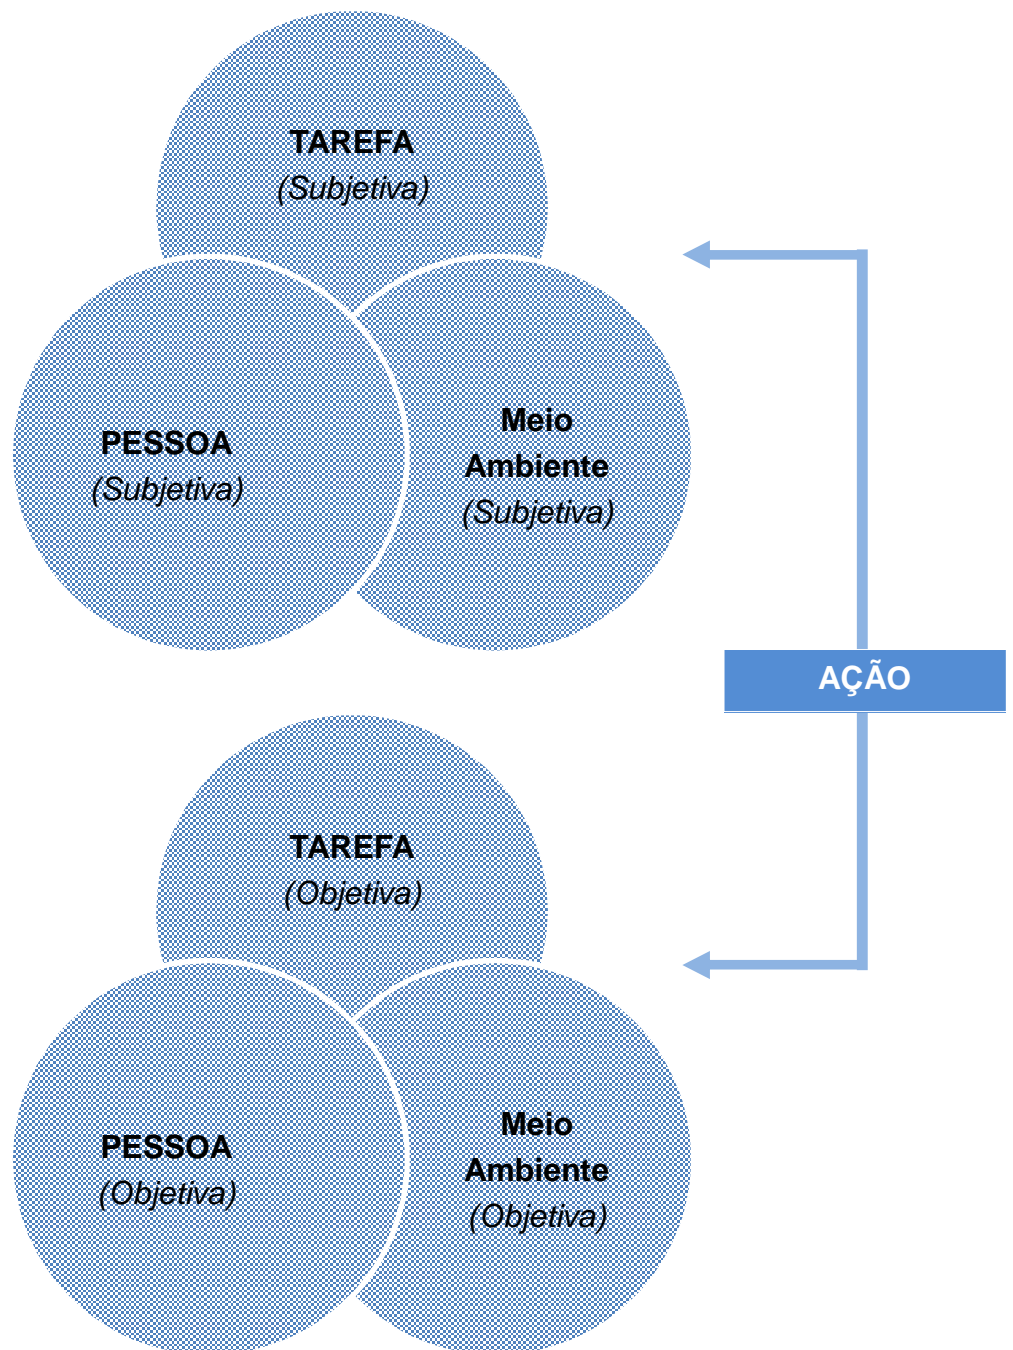 TAREFA
(Subjetiva)
PESSOA
(Subjetiva)
Meio
Ambiente
(Subjetiva)
AÇÃO
TAREFA
(Objetiva)
PESSOA
(Objetiva)
Meio
Ambiente
(Objetiva)